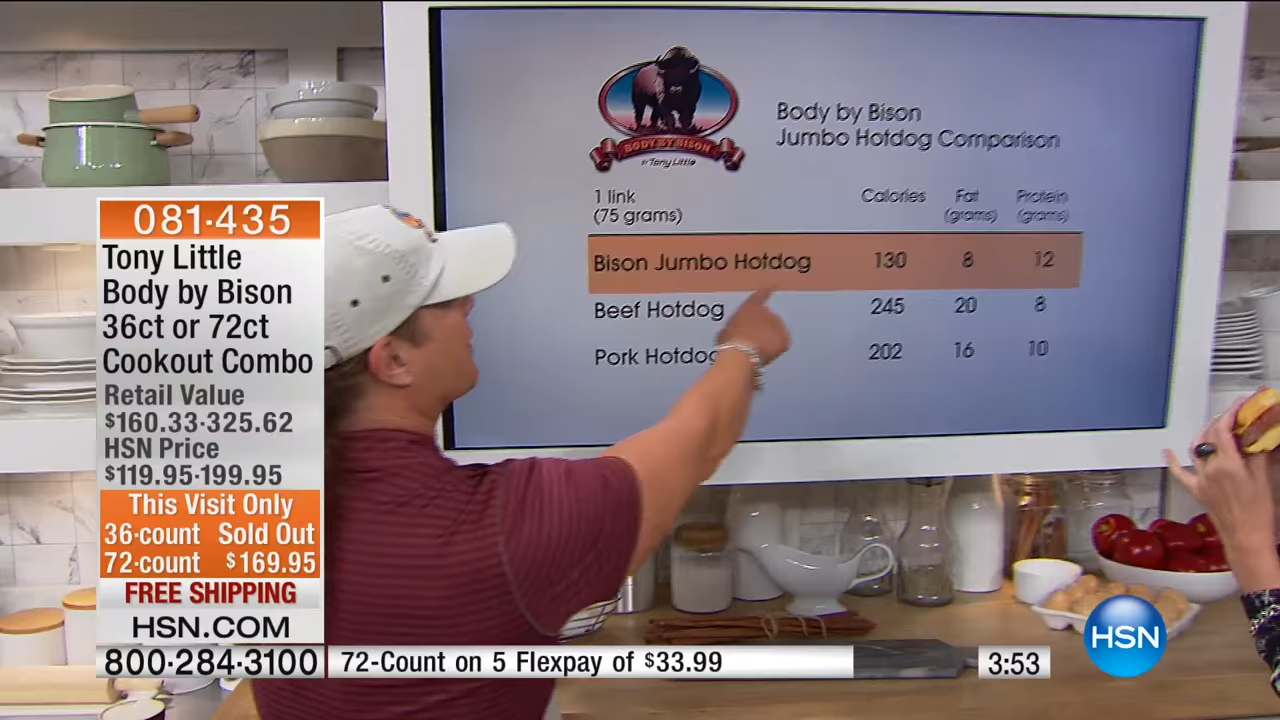 081-435
Tony Little
Body by Bison
36ct or 72ct
Cookout Combo
Retail Value
$160.33-325.62
HSN Price
$119.95-199.95
This Visit Only
36-count Sold Out
72-count $169.95
FREE SHIPPING
HSN.COM
800-284-3100
72-Count on 5 Flexpay of $33.99
3:53
HSN
BODY BY BISON
BY Tony Little
Body by Bison
Jumbo Hotdog Comparison
1 link Calories Fat Protein
(75 grams) (grams) (grams)
Bison Jumbo Hotdog 130 8 12
Beef Hotdog 245 20 8
Pork Hotdog 202 16 10